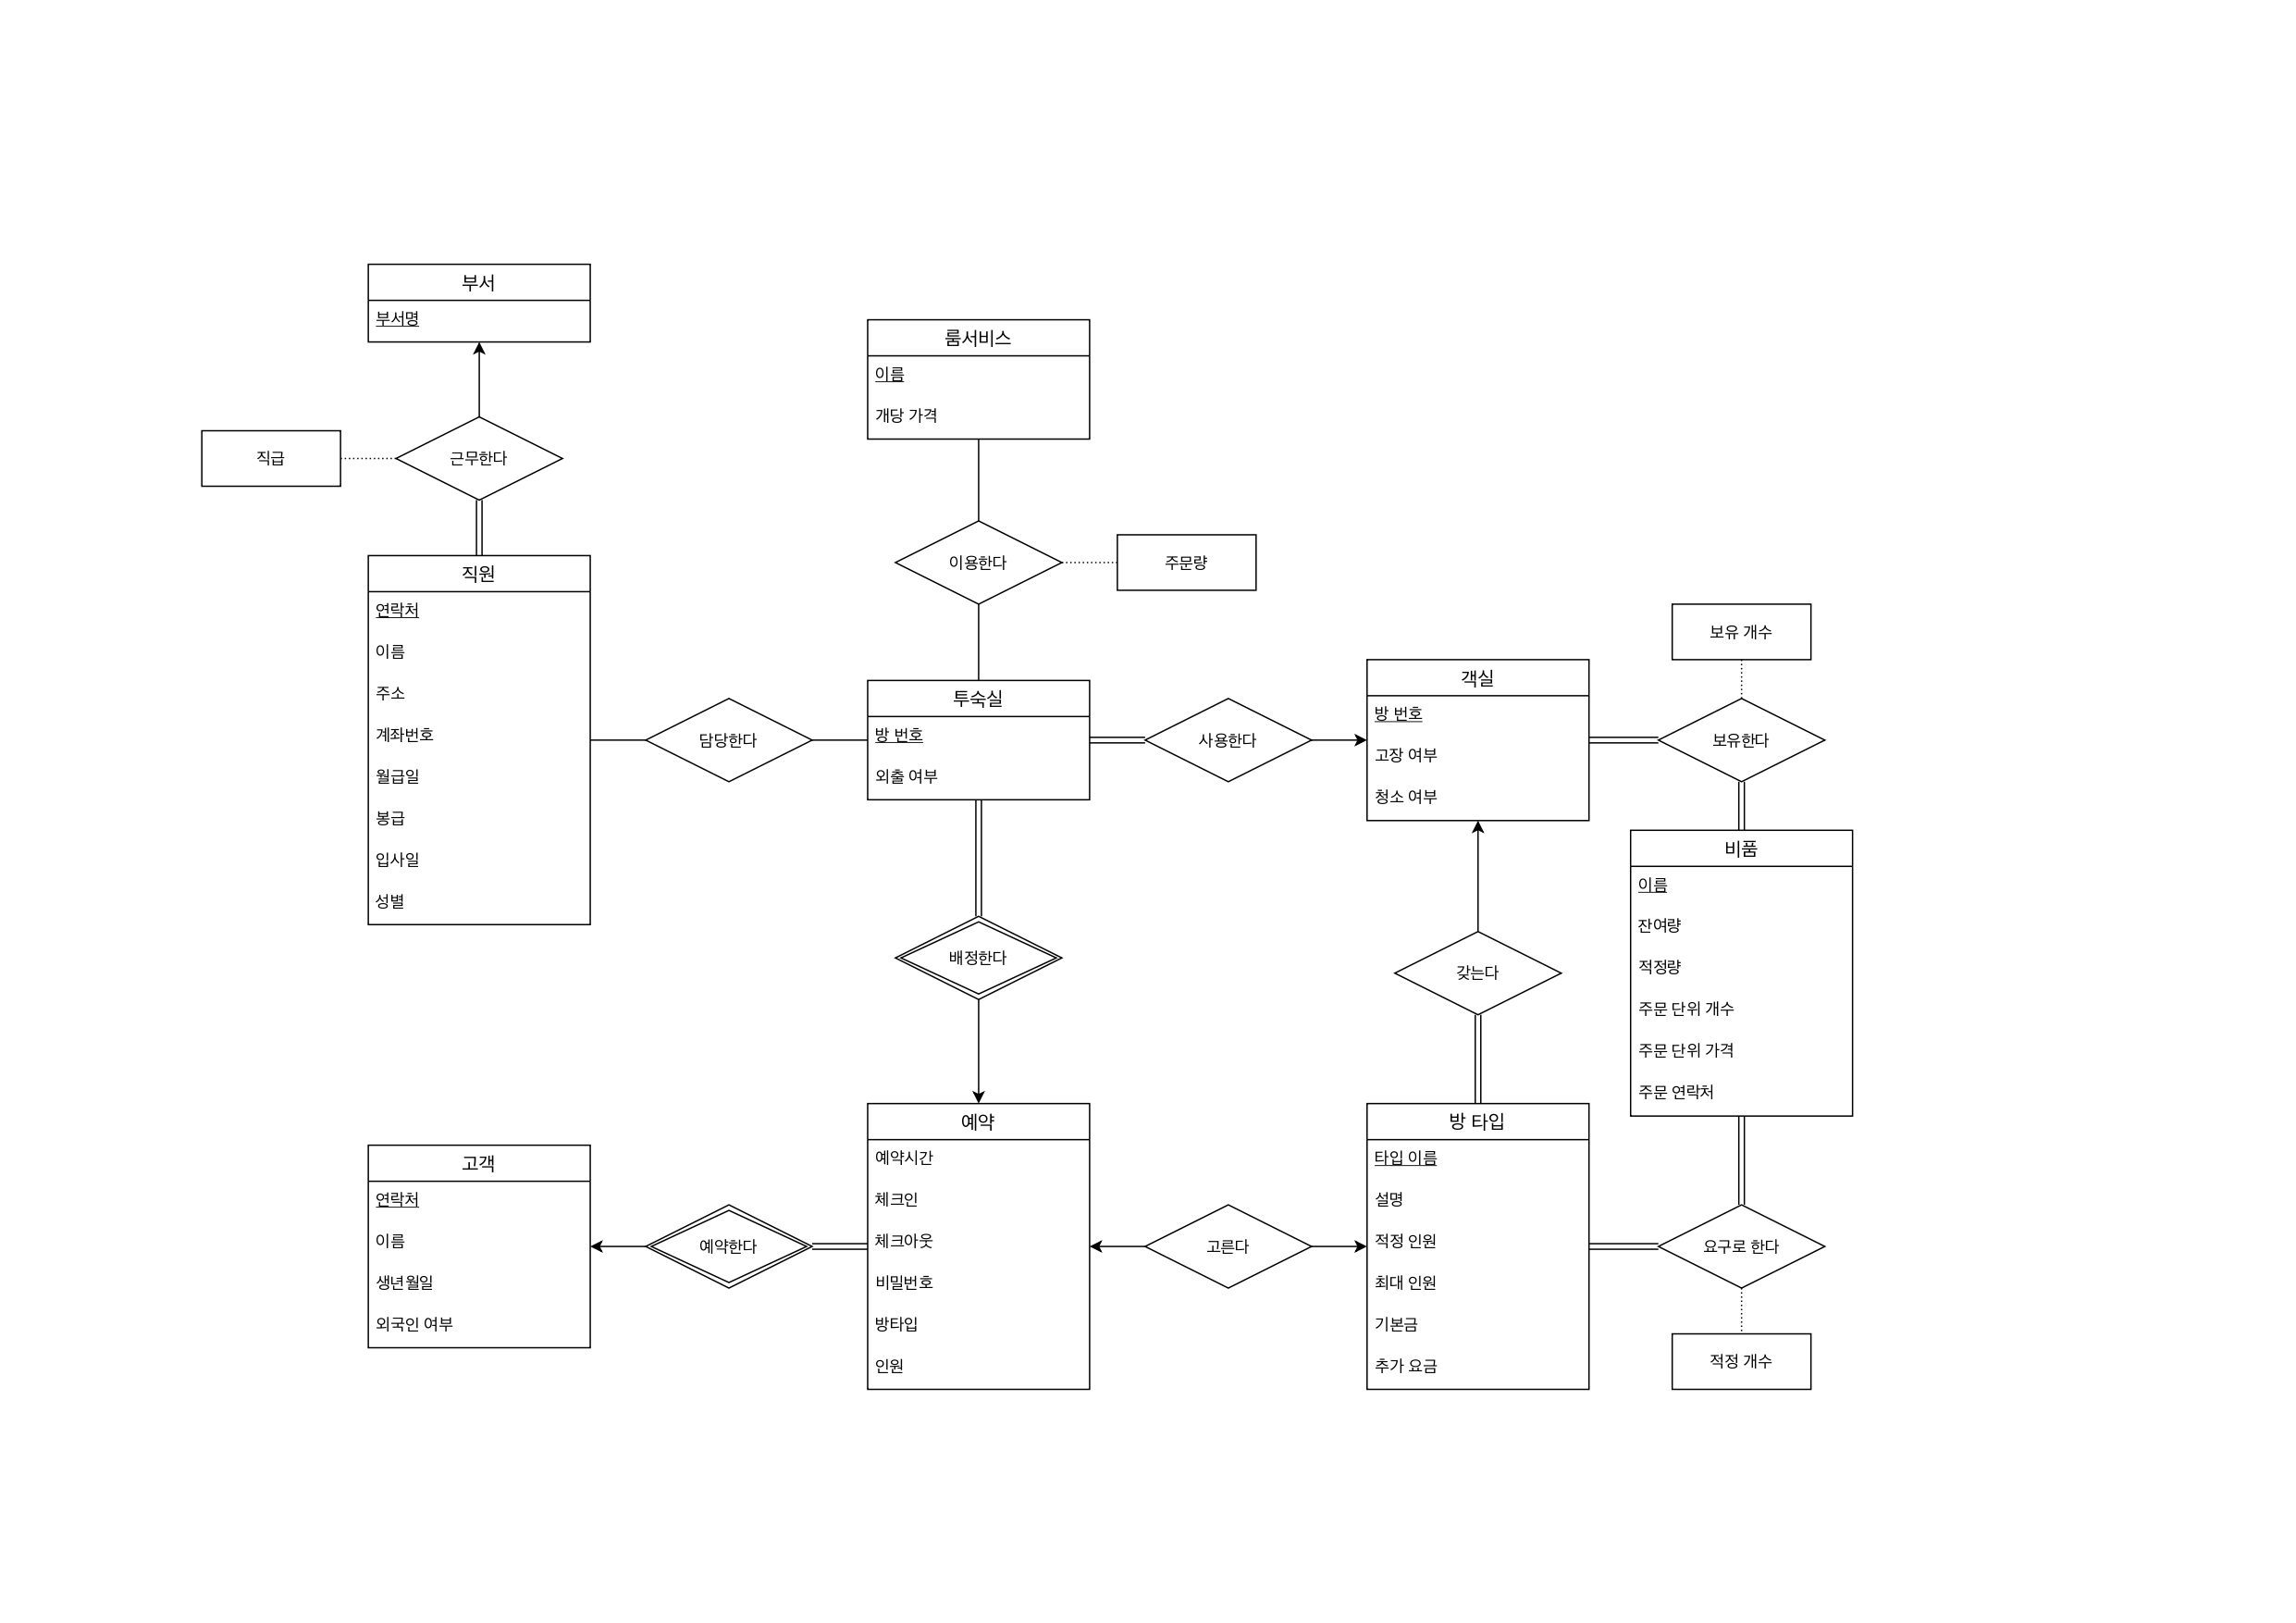 부서
부서명
직급
근무한다
직원
연락처
이름
주소
계좌번호
월급일
봉급
입사일
성별
담당한다
룸서비스
이름
개당 가격
이용한다
주문량
투숙실
방 번호
외출 여부
사용한다
객실
방 번호
고장 여부
청소 여부
보유 개수
보유한다
비품
이름
잔여량
적정량
주문 단위 개수
주문 단위 가격
주문 연락처
배정한다
갖는다
고객
연락처
이름
생년월일
외국인 여부
예약한다
예약
예약시간
체크인
체크아웃
비밀번호
방타입
인원
고른다
방 타입
타입 이름
설명
적정 인원
최대 인원
기본금
추가 요금
요구로 한다
적정 개수